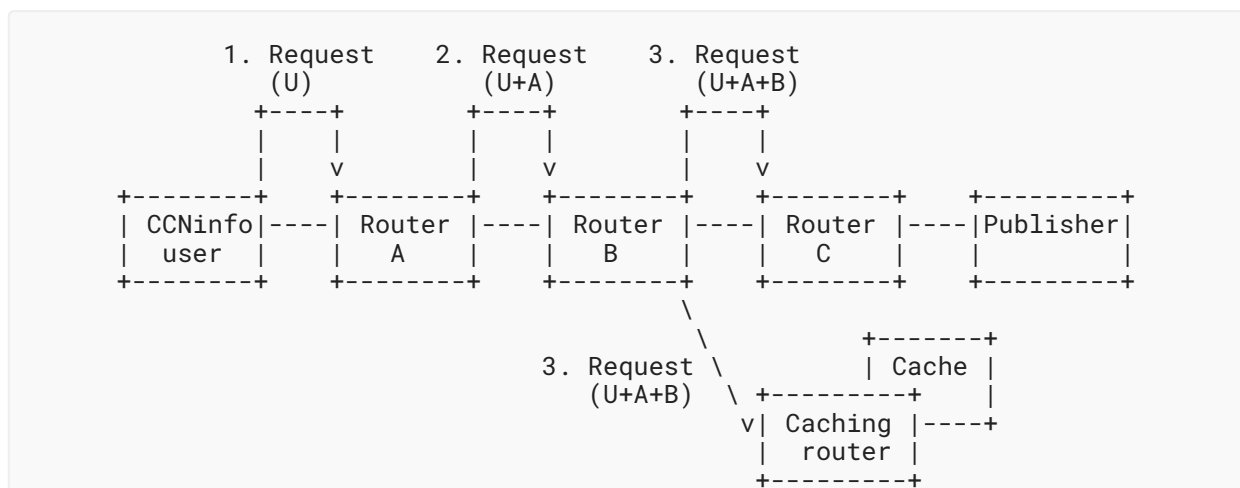 1. Request 2. Request 3. Request
(U) (U+A) (U+A+B)
CCNinfo Router Router Router Publisher
user A B C
Cache
3. Request
(U+A+B)
Caching
router